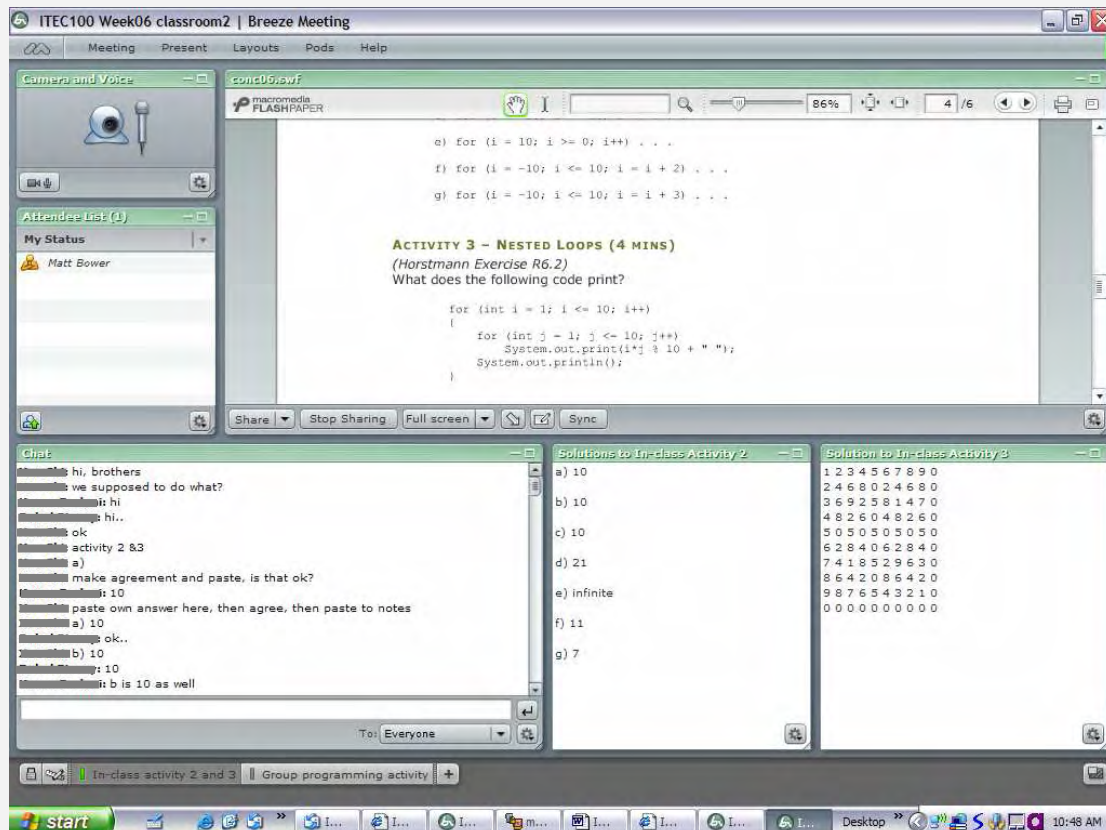 ITEC100 Week06 classroom2 | Breeze Meeting
Meeting Present Layouts Pods Help
Camera and Voice
Attendee List (1)
My Status
Matt Bower
conc06.swf
macromedia
FLASHPAPER
86%
4 /6
e) for (i = 10; i >= 0; i++) . . .
f) for (i = -10; i <= 10; i = i + 2) . . .
g) for (i = -10; i <= 10; i = i + 3) . . .
ACTIVITY 3 – NESTED LOOPS (4 MINS)
(Horstmann Exercise R6.2)
What does the following code print?
for (int i = 1; i <= 10; i++)
{
for (int j = 1; j <= 10; j++)
System.out.print(i*j % 10 + " ");
System.out.println();
}
Share Stop Sharing Full screen Sync
Chat
: hi, brothers
: we supposed to do what?
i: hi
: hi..
: ok
: activity 2 &3
: a)
: make agreement and paste, is that ok?
: 10
: paste own answer here, then agree, then paste to notes
a) 10
: ok..
b) 10
: 10
i: b is 10 as well
To: Everyone
Solutions to In-class Activity 2
a) 10
b) 10
c) 10
d) 21
e) infinite
f) 11
g) 7
Solution to In-class Activity 3
1 2 3 4 5 6 7 8 9 0
2 4 6 8 0 2 4 6 8 0
3 6 9 2 5 8 1 4 7 0
4 8 2 6 0 4 8 2 6 0
5 0 5 0 5 0 5 0 5 0
6 2 8 4 0 6 2 8 4 0
7 4 1 8 5 2 9 6 3 0
8 6 4 2 0 8 6 4 2 0
9 8 7 6 5 4 3 2 1 0
0 0 0 0 0 0 0 0 0 0
In-class activity 2 and 3 Group programming activity +
start » I... I... I... m... I... I... I... I... Desktop » 10:48 AM